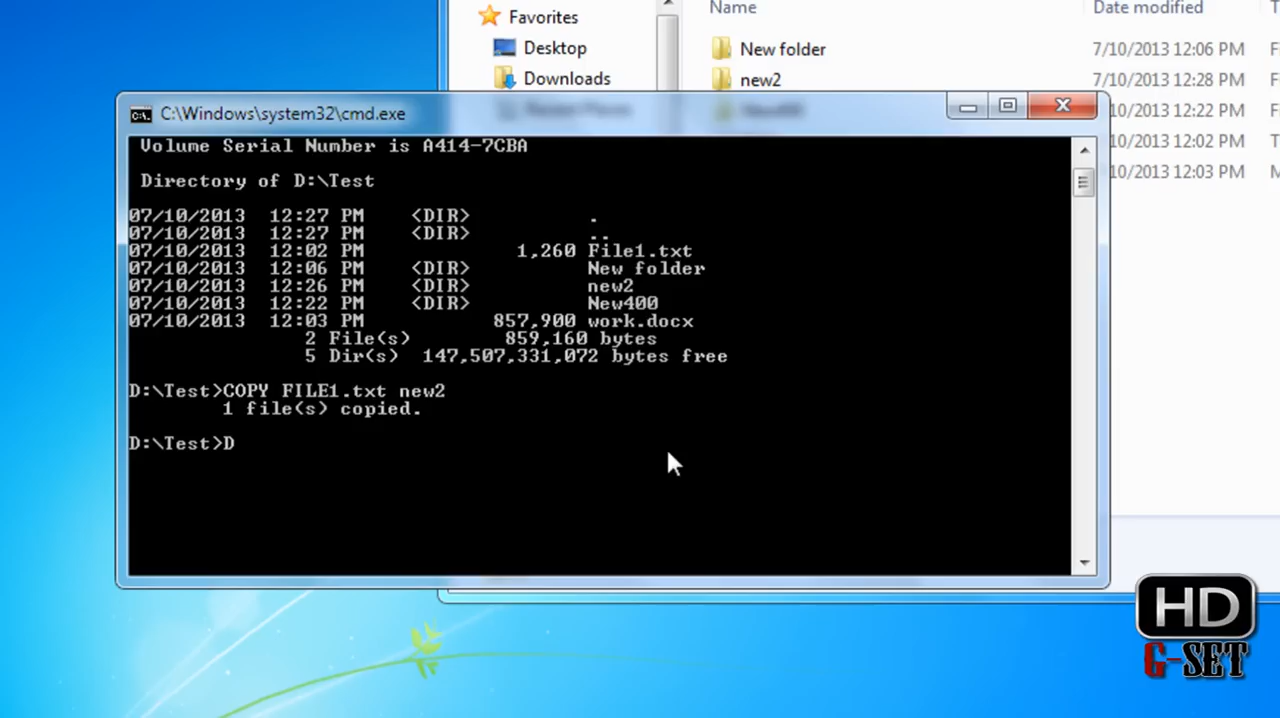 Favorites
Name
Date modified
T
Desktop
New folder
7/10/2013 12:06 PM
Downloads
new2
7/10/2013 12:28 PM
7/10/2013 12:22 PM
/10/2013 12:02 PM
/10/2013 12:03 PM
C:\Windows\system32\cmd.exe
Volume Serial Number is A414-7CBA
Directory of D:\Test
07/10/2013 12:27 PM <DIR> .
07/10/2013 12:27 PM <DIR> ..
07/10/2013 12:02 PM 1,260 File1.txt
07/10/2013 12:06 PM <DIR> New folder
07/10/2013 12:26 PM <DIR> new2
07/10/2013 12:22 PM <DIR> New400
07/10/2013 12:03 PM 857,900 work.docx
2 File(s) 859,160 bytes
5 Dir(s) 147,507,331,072 bytes free
D:\Test>COPY FILE1.txt new2
1 file(s) copied.
D:\Test>D
HD
G-SET